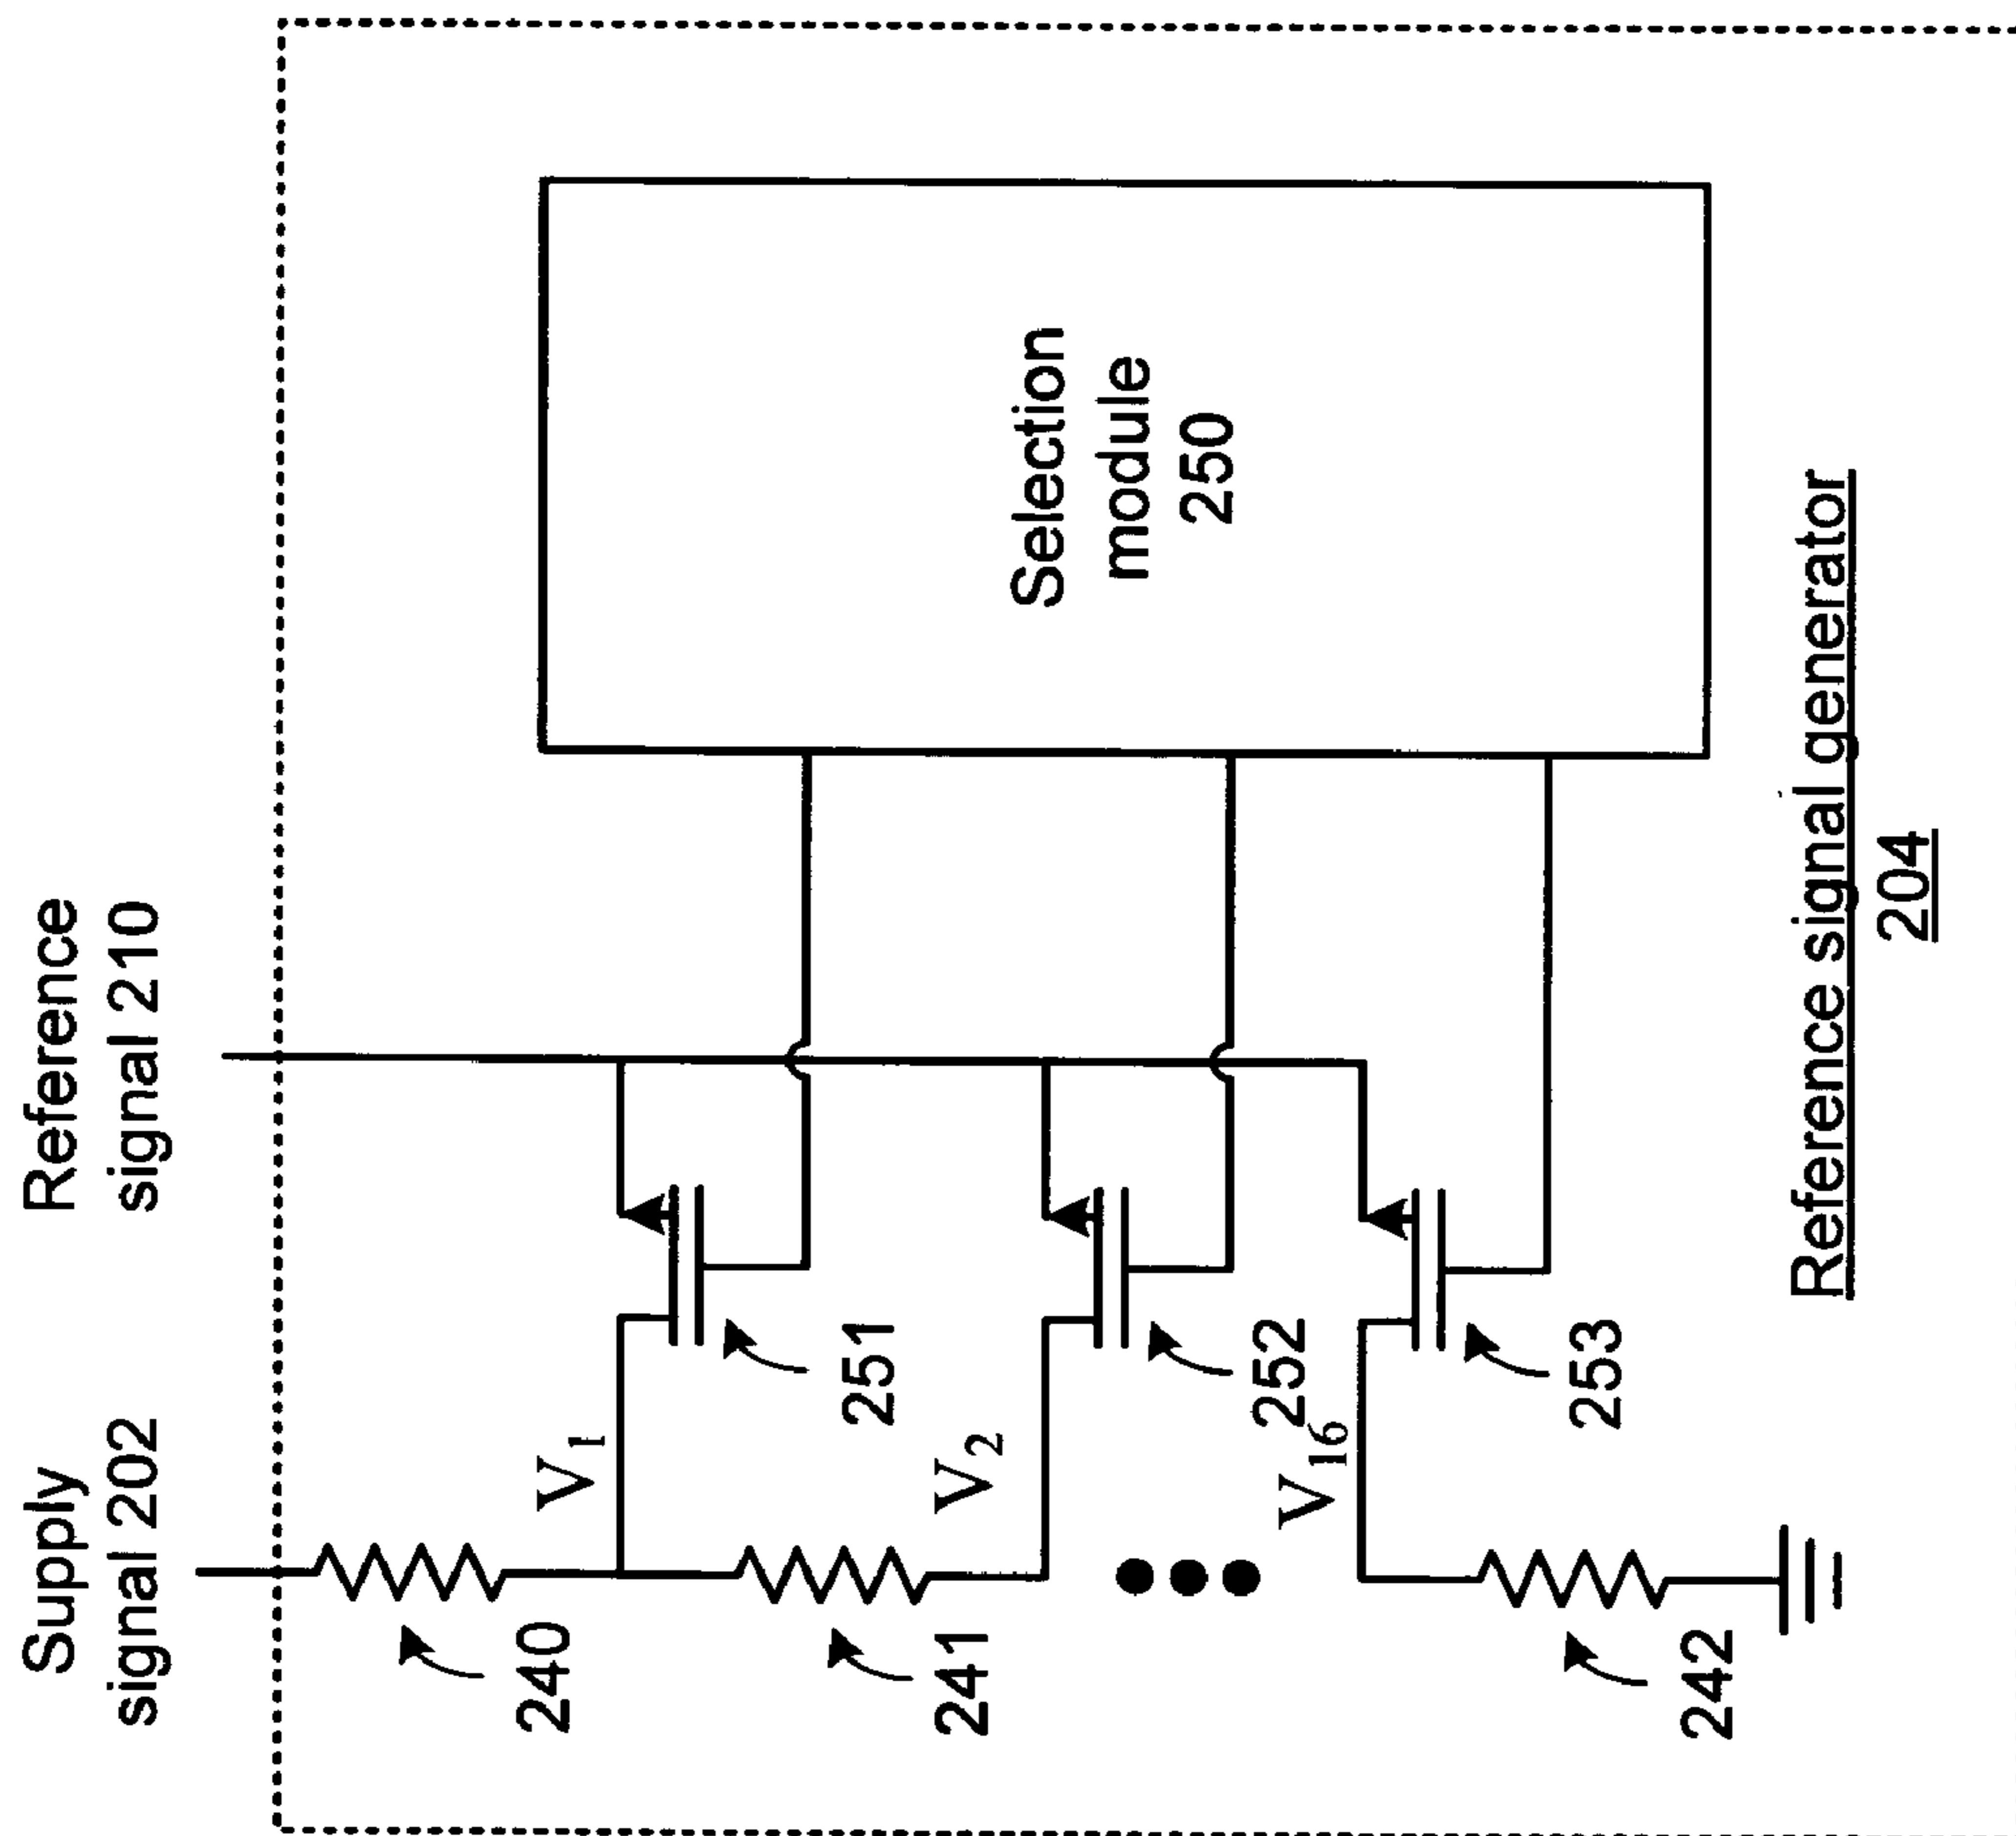 Supply
signal 202
Reference
signal 210
240
V1
251
241
V2
252
V16
253
242
Selection
module
250
Reference signal generator
204